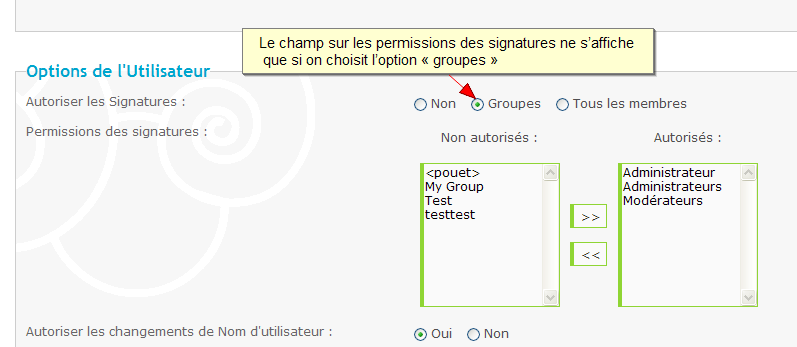 Le champ sur les permissions des signatures ne s'affiche
que si on choisit l'option « groupes »
Options de l'Utilisateur
Autoriser les Signatures :
Non Groupes Tous les membres
Permissions des signatures :
Non autorisés : Autorisés :
<pouet>
My Group
Test
testtest
>>
<<
Administrateur
Administrateurs
Modérateurs
Autoriser les changements de Nom d'utilisateur :
Oui Non